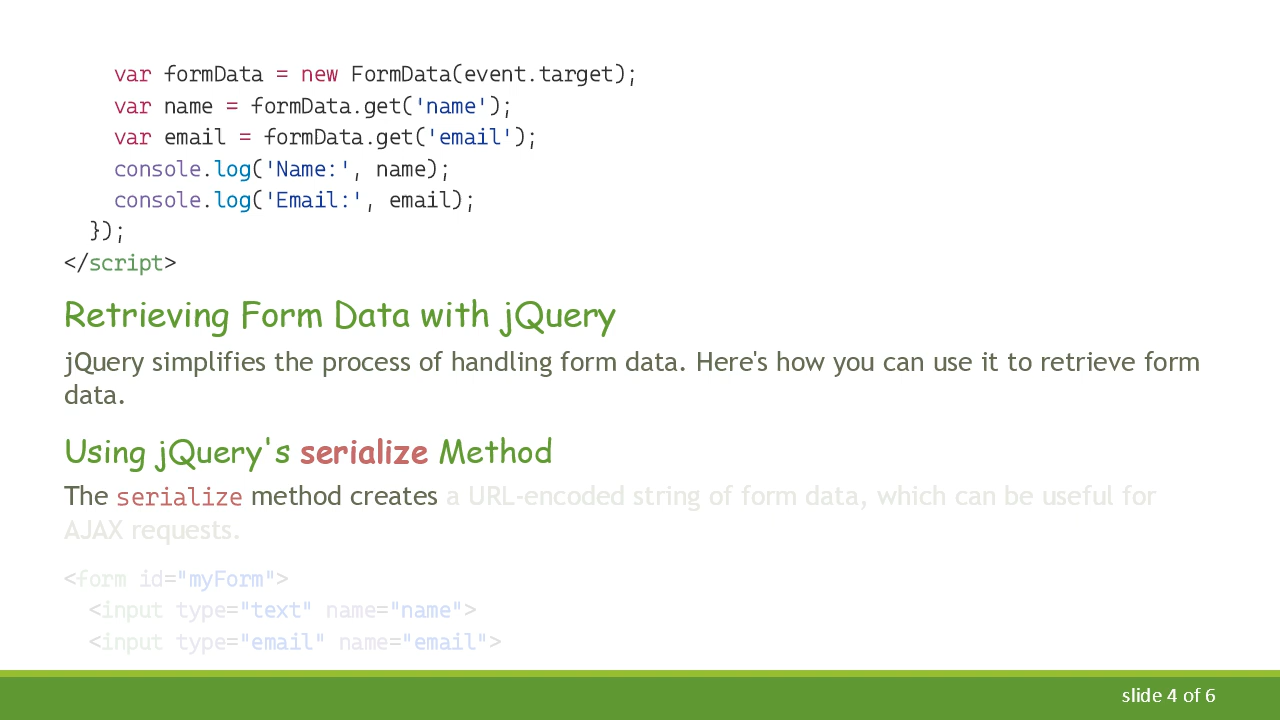 var formData = new FormData(event.target);
var name = formData.get('name');
var email = formData.get('email');
console.log('Name:', name);
console.log('Email:', email);
});
</script>
Retrieving Form Data with jQuery
jQuery simplifies the process of handling form data. Here's how you can use it to retrieve form
data.
Using jQuery's serialize Method
The serialize method creates a URL-encoded string of form data, which can be useful for
AJAX requests.
<form id="myForm">
<input type="text" name="name">
<input type="email" name="email">
slide 4 of 6